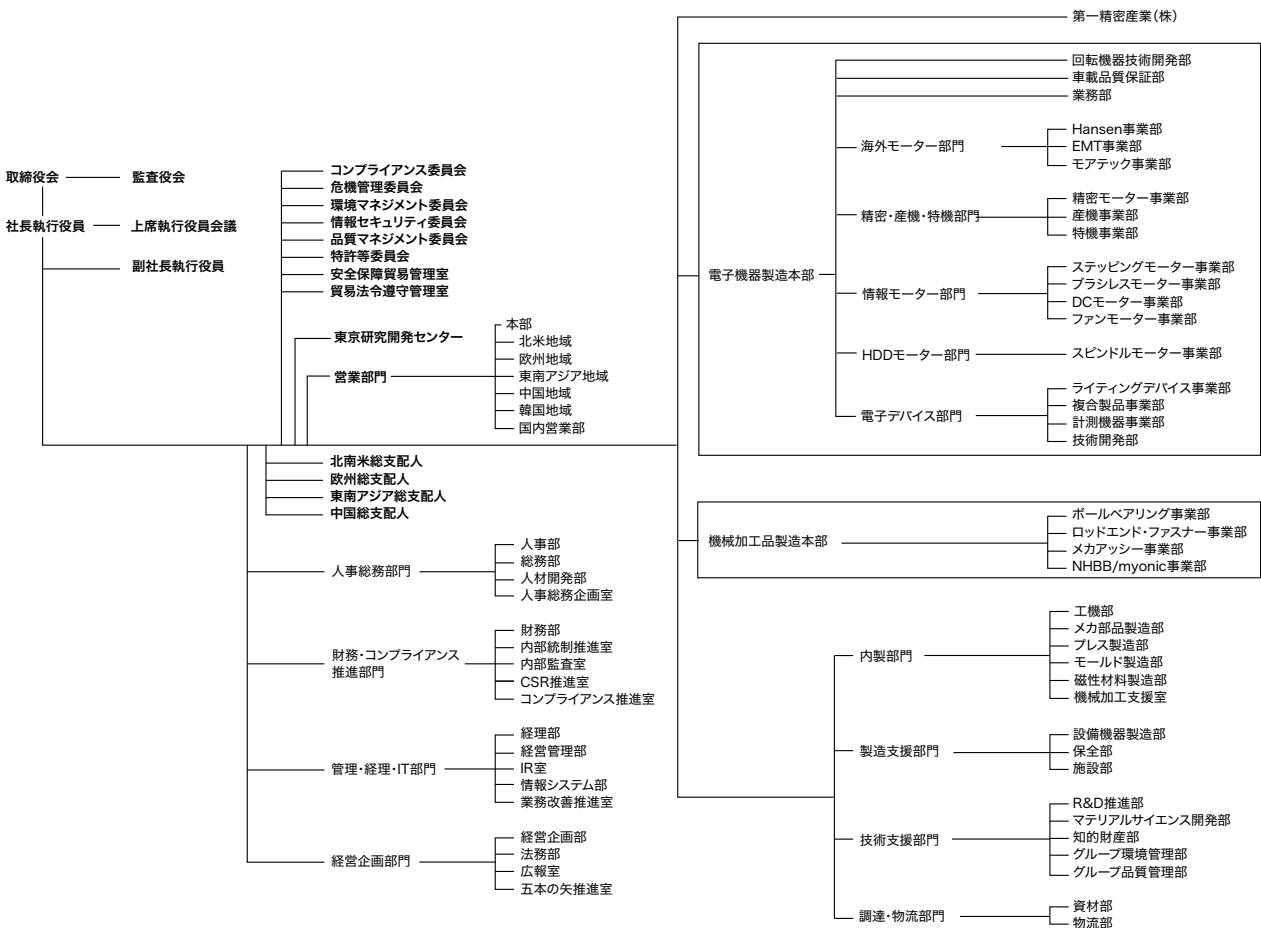 取締役会
監査役会
社長執行役員
上席執行役員会議
副社長執行役員
コンプライアンス委員会
危機管理委員会
環境マネジメント委員会
情報セキュリティ委員会
品質マネジメント委員会
特許等委員会
安全保障貿易管理室
貿易法令遵守管理室
東京研究開発センター
営業部門
本部
北米地域
欧州地域
東南アジア地域
中国地域
韓国地域
国内営業部
北南米総支配人
欧州総支配人
東南アジア総支配人
中国総支配人
人事総務部門
人事部
総務部
人材開発部
人事総務企画室
財務・コンプライアンス
推進部門
財務部
内部統制推進室
内部監査室
CSR推進室
コンプライアンス推進室
管理・経理・IT部門
経理部
経営管理部
IR室
情報システム部
業務改善推進室
経営企画部門
経営企画部
法務部
広報室
五本の矢推進室
第一精密産業(株)
電子機器製造本部
回転機器技術開発部
車載品質保証部
業務部
海外モーター部門
Hansen事業部
EMT事業部
モアテック事業部
精密・産機・特機部門
精密モーター事業部
産機事業部
特機事業部
情報モーター部門
ステッピングモーター事業部
ブラシレスモーター事業部
DCモーター事業部
ファンモーター事業部
HDDモーター部門
スピンドルモーター事業部
電子デバイス部門
ライティングデバイス事業部
複合製品事業部
計測機器事業部
技術開発部
機械加工品製造本部
ボールベアリング事業部
ロッドエンド・ファスナー事業部
メカアッシー事業部
NHBB/myonic事業部
内製部門
工機部
メカ部品製造部
プレス製造部
モールド製造部
磁性材料製造部
機械加工支援室
製造支援部門
設備機器製造部
保全部
施設部
技術支援部門
R&D推進部
マテリアルサイエンス開発部
知的財産部
グループ環境管理部
グループ品質管理部
調達・物流部門
資材部
物流部